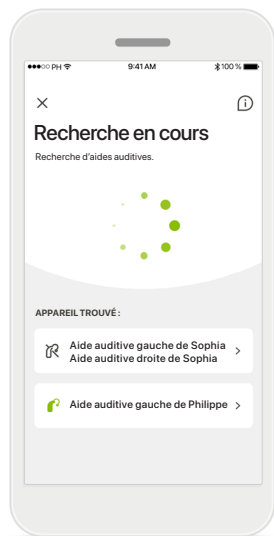 PH 9:41 AM 100 %
Recherche en cours
Recherche d'aides auditives.
APPAREIL TROUVÉ :
Aide auditive gauche de Sophia
Aide auditive droite de Sophia
Aide auditive gauche de Philippe